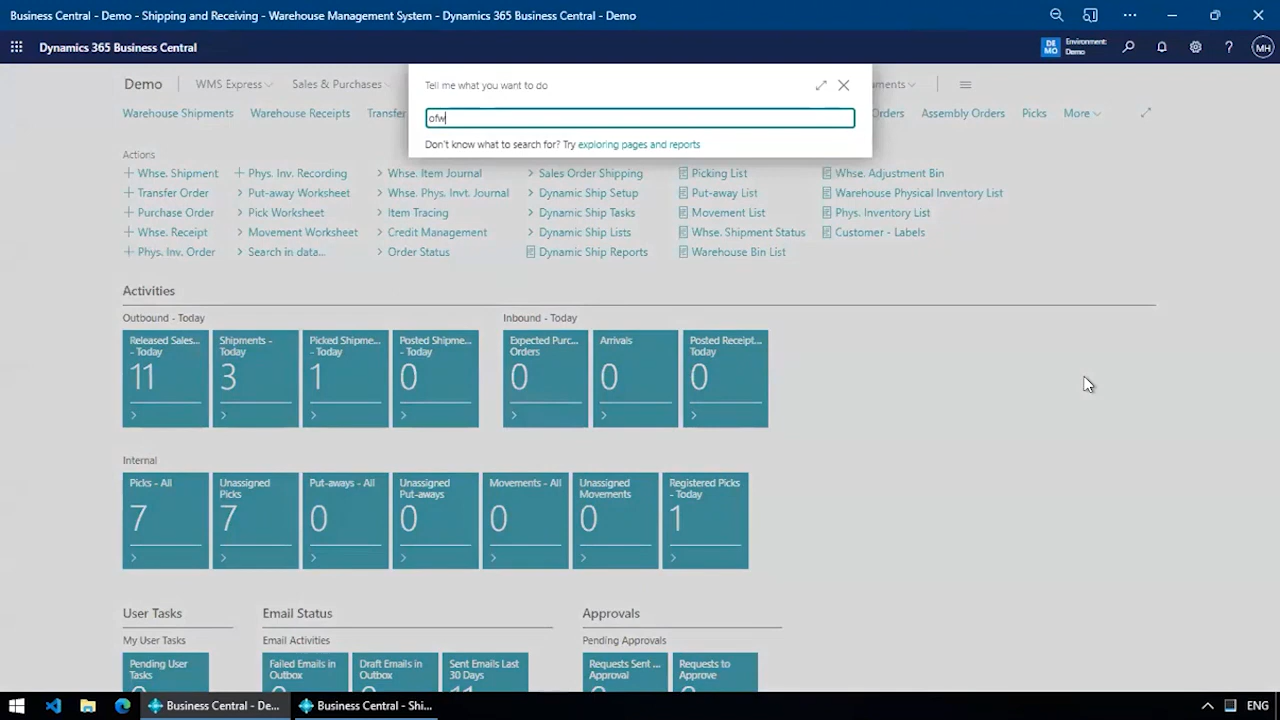 Business Central - Demo - Shipping and Receiving - Warehouse Management System - Dynamics 365 Business Central - Demo
Dynamics 365 Business Central
DE MO
Environment:
Demo
MH
Demo
WMS Express
Sales & Purchases
Tell me what you want to do
ofw
Don't know what to search for? Try exploring pages and reports
Warehouse Shipments
Warehouse Receipts
Transfer
Orders
Assembly Orders
Picks
More
Actions
Whse. Shipment
Phys. Inv. Recording
Whse. Item Journal
Sales Order Shipping
Picking List
Whse. Adjustment Bin
Transfer Order
Put-away Worksheet
Whse. Phys. Invt. Journal
Dynamic Ship Setup
Put-away List
Warehouse Physical Inventory List
Purchase Order
Pick Worksheet
Item Tracing
Dynamic Ship Tasks
Movement List
Phys. Inventory List
Whse. Receipt
Movement Worksheet
Credit Management
Dynamic Ship Lists
Whse. Shipment Status
Customer - Labels
Phys. Inv. Order
Search in data...
Order Status
Dynamic Ship Reports
Warehouse Bin List
Activities
Outbound - Today
Inbound - Today
Released Sales...
- Today
11
Shipments -
Today
3
Picked Shipme...
- Today
1
Posted Shipme...
- Today
0
Expected Purc...
Orders
0
Arrivals
0
Posted Receipt...
Today
0
Internal
Picks - All
7
Unassigned
Picks
7
Put-aways - All
0
Unassigned
Put-aways
0
Movements - All
0
Unassigned
Movements
0
Registered Picks
- Today
1
User Tasks
Email Status
Approvals
My User Tasks
Email Activities
Pending Approvals
Pending User
Tasks
Failed Emails in
Outbox
Draft Emails in
Outbox
Sent Emails Last
30 Days
Requests Sent ...
Approval
Requests to
Approve
Business Central - De...
Business Central - Shi...
ENG